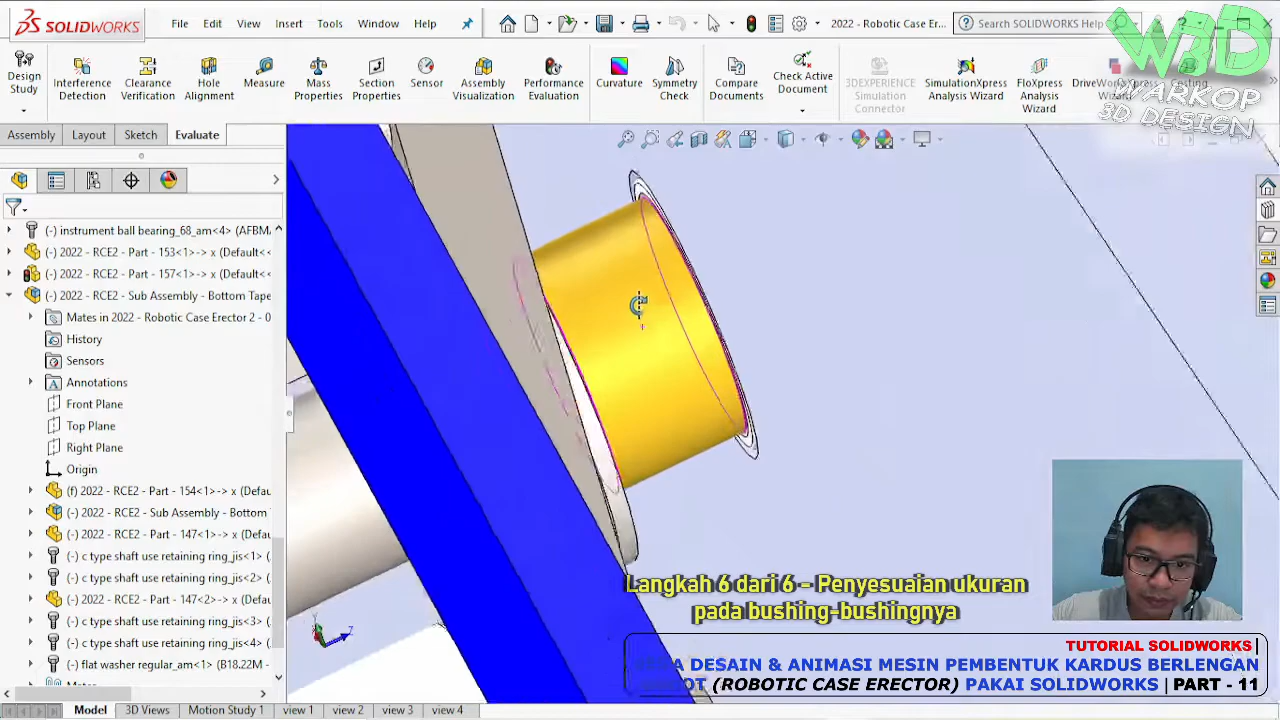 SOLIDWORKS
File Edit View Insert Tools Window Help
2022 - Robotic Case Er...
Search SOLIDWORKS Help
W3D
WARKOP
3D DESIGN
Design Study
Interference Detection
Clearance Verification
Hole Alignment
Measure
Mass Properties
Section Properties
Sensor
Assembly Visualization
Performance Evaluation
Curvature
Symmetry Check
Compare Documents
Check Active Document
3DEXPERIENCE Simulation Connector
SimulationXpress Analysis Wizard
FloXpress Analysis Wizard
Costing
Assembly Layout Sketch Evaluate
(-) instrument ball bearing_68_am<4> (AFBM
(-) 2022 - RCE2 - Part - 153<1> -> x (Default<<
(-) 2022 - RCE2 - Part - 157<1> -> x (Default<<
(-) 2022 - RCE2 - Sub Assembly - Bottom Tape
Mates in 2022 - Robotic Case Erector 2 - 0
History
Sensors
Annotations
Front Plane
Top Plane
Right Plane
Origin
(f) 2022 - RCE2 - Part - 154<1> -> x (Defau
(-) 2022 - RCE2 - Sub Assembly - Bottom
(-) 2022 - RCE2 - Part - 147<1> -> x (Defau
(-) c type shaft use retaining ring_jis<1> (
(-) c type shaft use retaining ring_jis<2> (
(-) 2022 - RCE2 - Part - 147<2> -> x (Defau
(-) c type shaft use retaining ring_jis<3> (
(-) c type shaft use retaining ring_jis<4> (
(-) flat washer regular_am<1> (B18.22M -
Langkah 6 dari 6 - Penyesuaian ukuran
pada bushing-bushingnya
TUTORIAL SOLIDWORKS |
DESAIN & ANIMASI MESIN PEMBENTUK KARDUS BERLENGAN
(ROBOTIC CASE ERECTOR) PAKAI SOLIDWORKS | PART - 11
Model 3D Views Motion Study 1 view 1 view 2 view 3 view 4